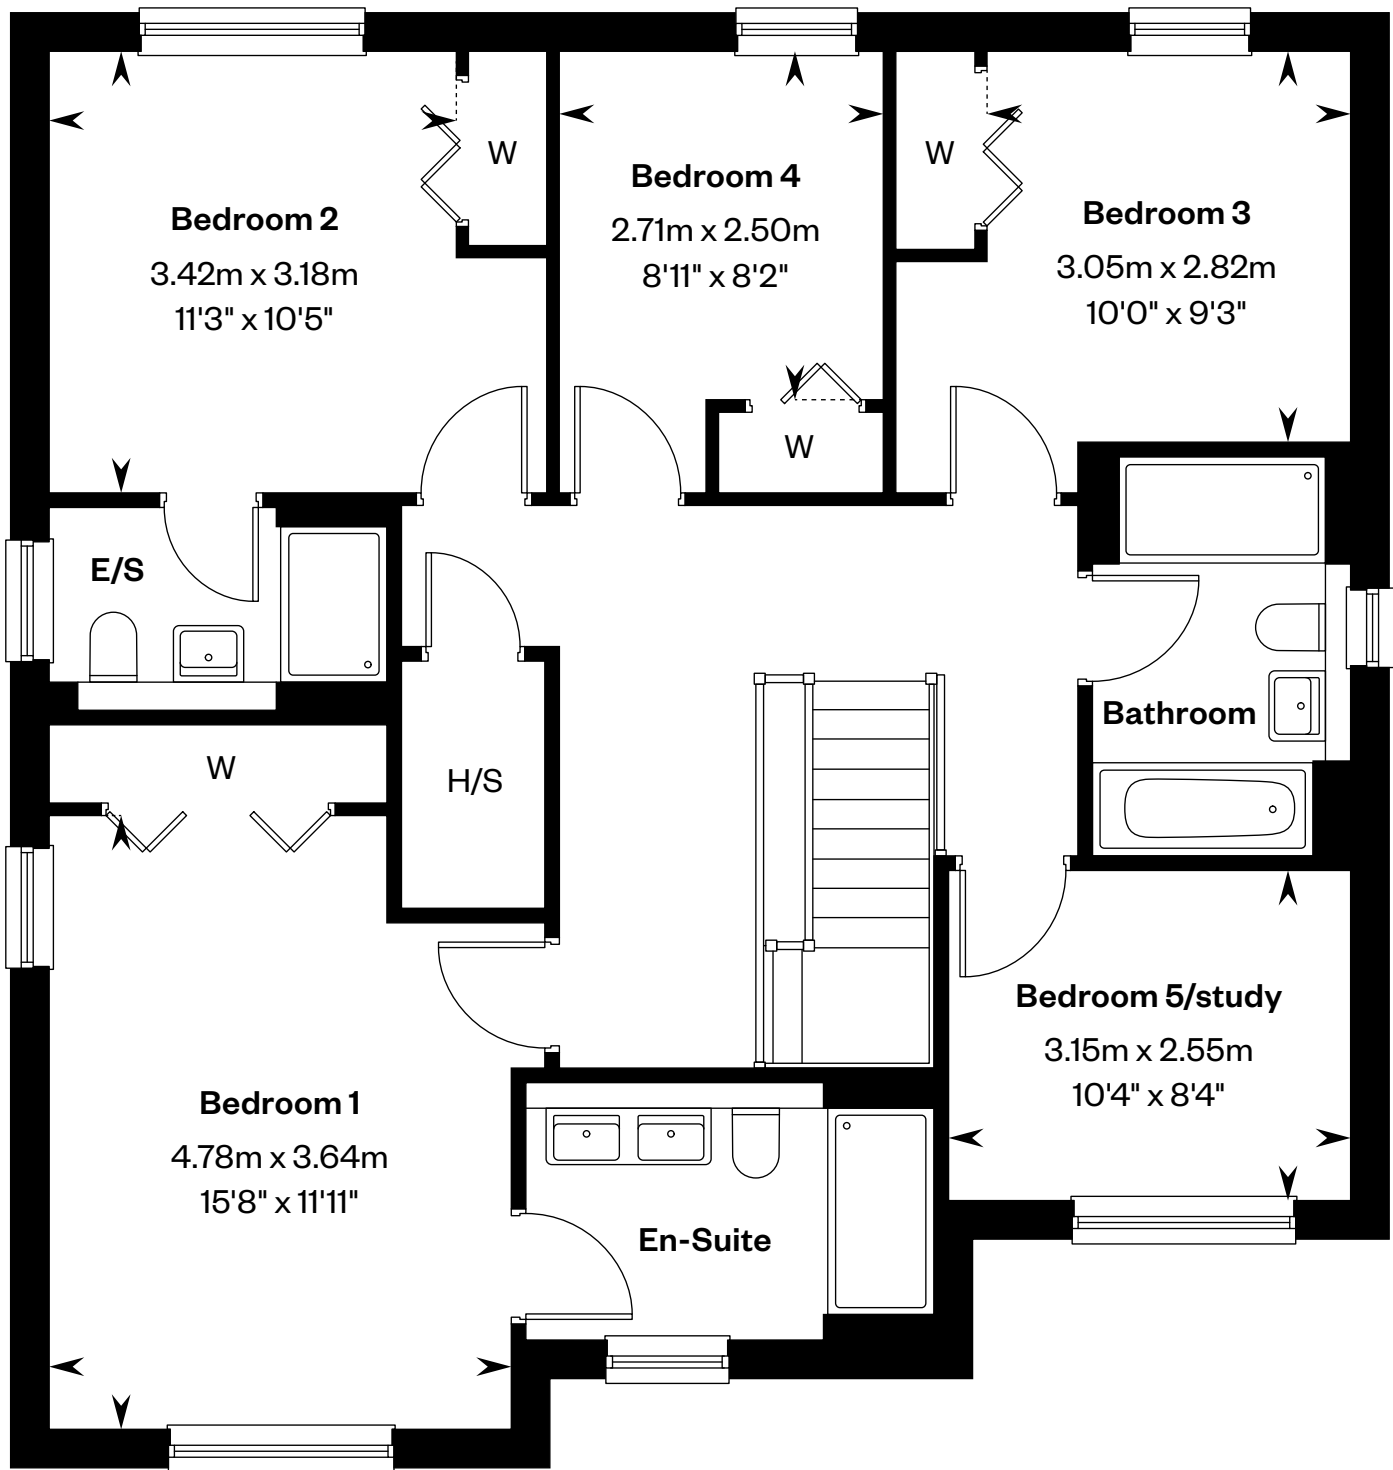 Bedroom 2
3.42m x 3.18m
11'3" x 10'5"
W
Bedroom 4
2.71m x 2.50m
8'11" x 8'2"
W
W
Bedroom 3
3.05m x 2.82m
10'0" x 9'3"
E/S
Bathroom
W
H/S
Bedroom 5/study
3.15m x 2.55m
10'4" x 8'4"
Bedroom 1
4.78m x 3.64m
15'8" x 11'11"
En-Suite